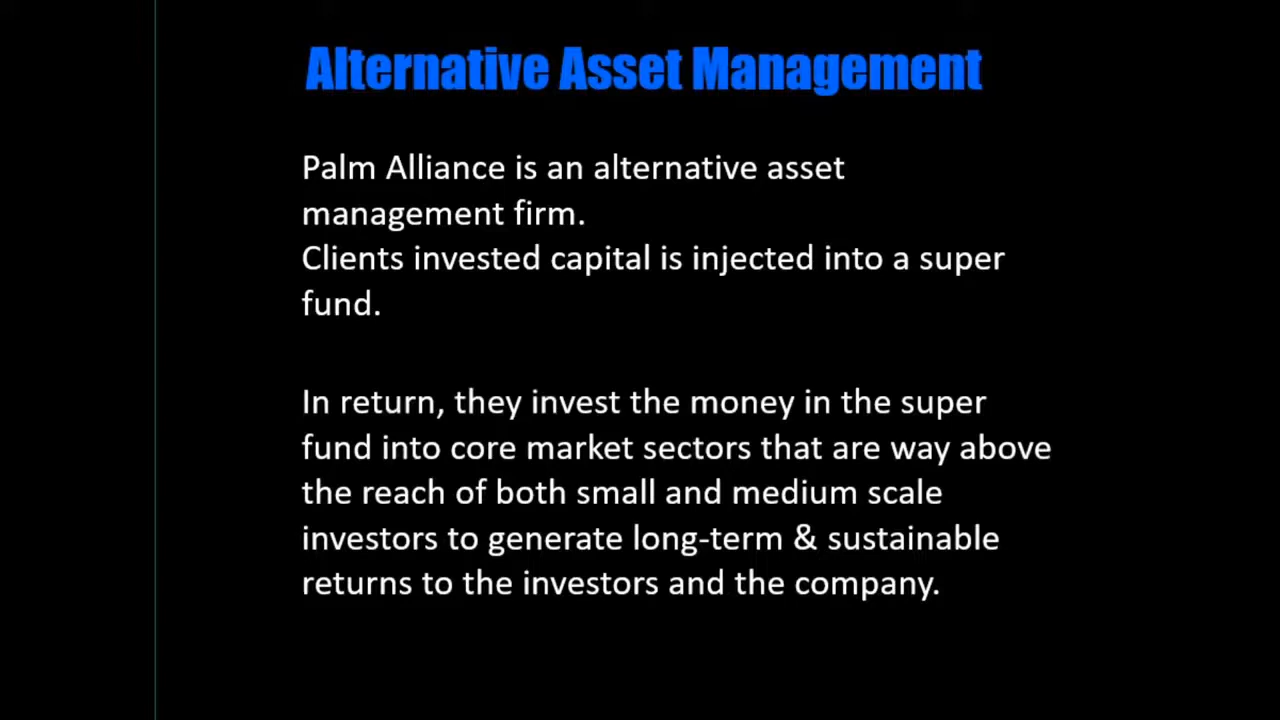 Alternative Asset Management
Palm Alliance is an alternative asset
management firm.
Clients invested capital is injected into a super
fund.
In return, they invest the money in the super
fund into core market sectors that are way above
the reach of both small and medium scale
investors to generate long-term & sustainable
returns to the investors and the company.